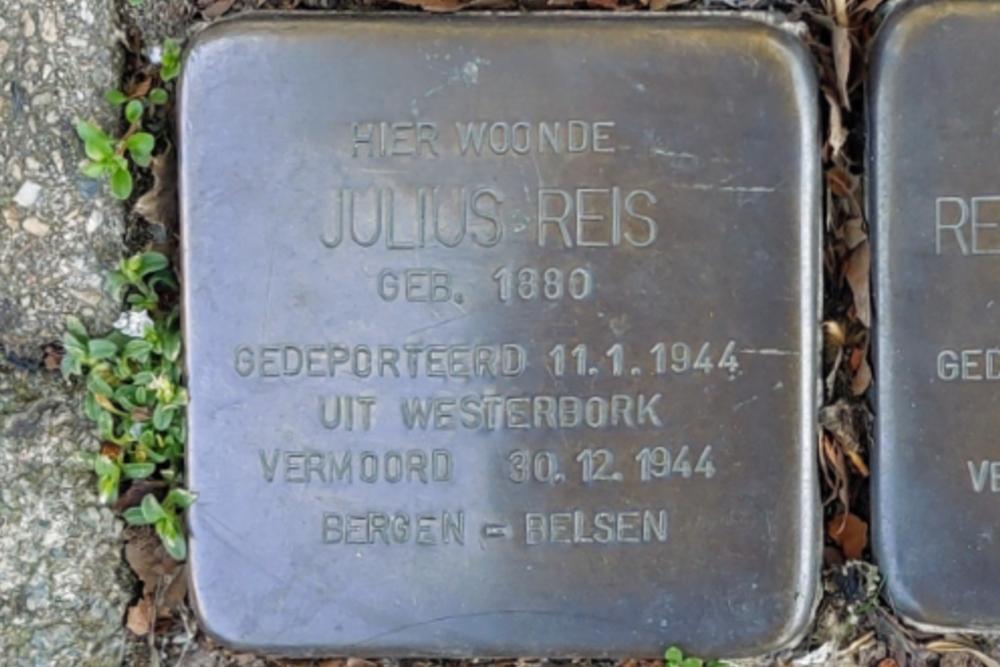 HIER WOONDE
JULIUS REIS
GEB. 1880
GEDEPORTEERD 11.1.1944
UIT WESTERBORK
VERMOORD 30.12.1944
BERGEN - BELSEN